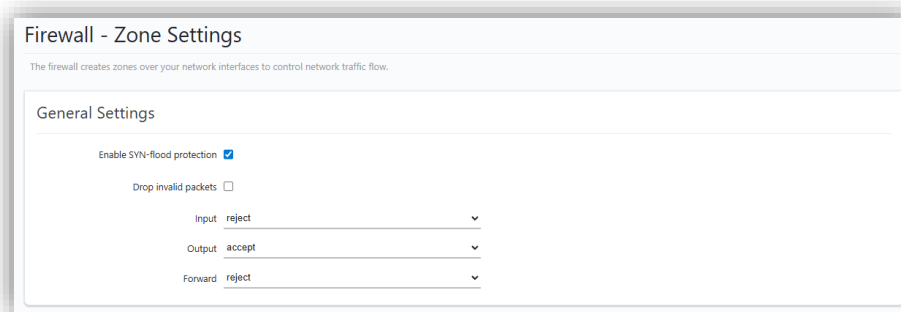 Firewall - Zone Settings
The firewall creates zones over your network interfaces to control network traffic flow.
General Settings
Enable SYN-flood protection
Drop invalid packets
Input reject
Output accept
Forward reject